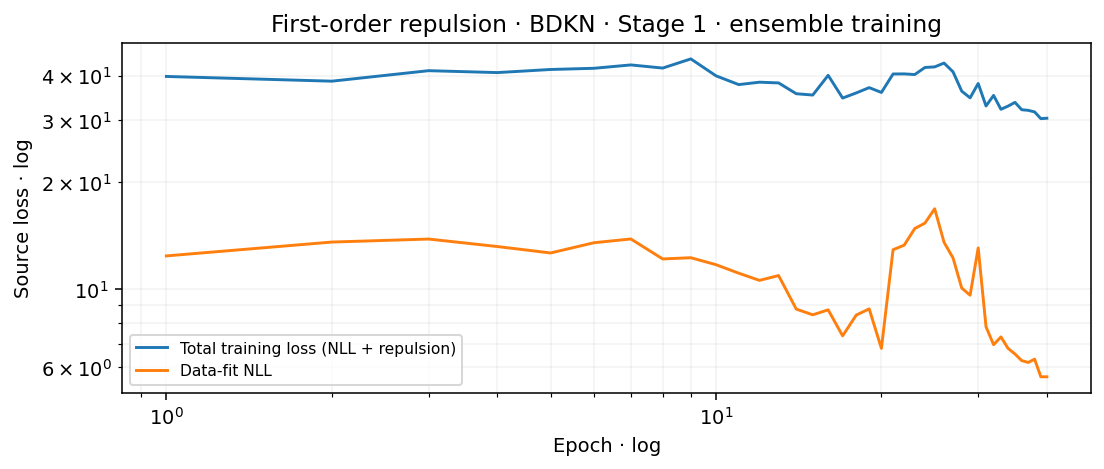 First-order repulsion · BDKN · Stage 1 · ensemble training
Source loss · log
4 × 10¹
3 × 10¹
2 × 10¹
10¹
6 × 10⁰
Total training loss (NLL + repulsion)
Data-fit NLL
10⁰
10¹
Epoch · log